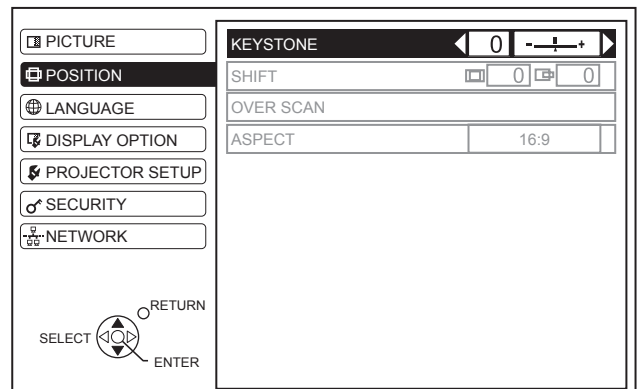 PICTURE
POSITION
LANGUAGE
DISPLAY OPTION
PROJECTOR SETUP
SECURITY
NETWORK
SELECT
RETURN
ENTER
KEYSTONE 0 - +
SHIFT 0 0
OVER SCAN
ASPECT 16:9